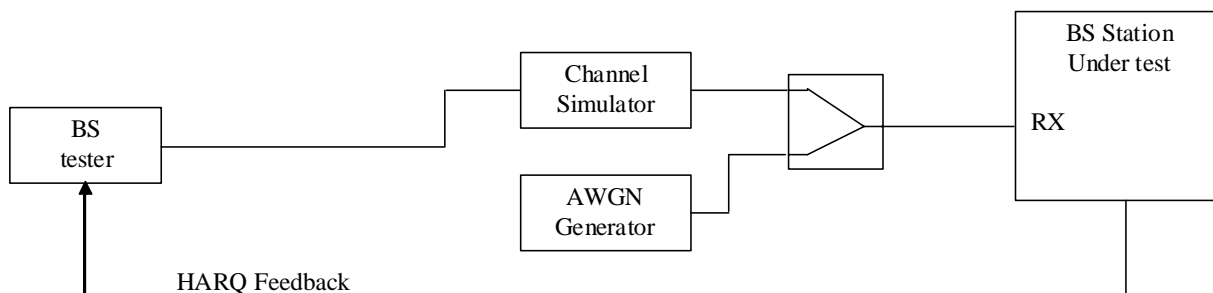 BS Station
Under test
Channel
Simulator
BS
tester
RX
AWGN
Generator
HARQ Feedback